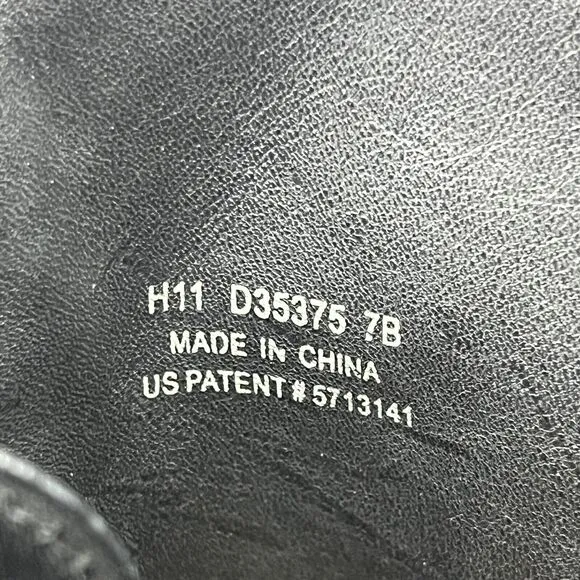 H11 D35375 7B
MADE IN CHINA
US PATENT # 5713141